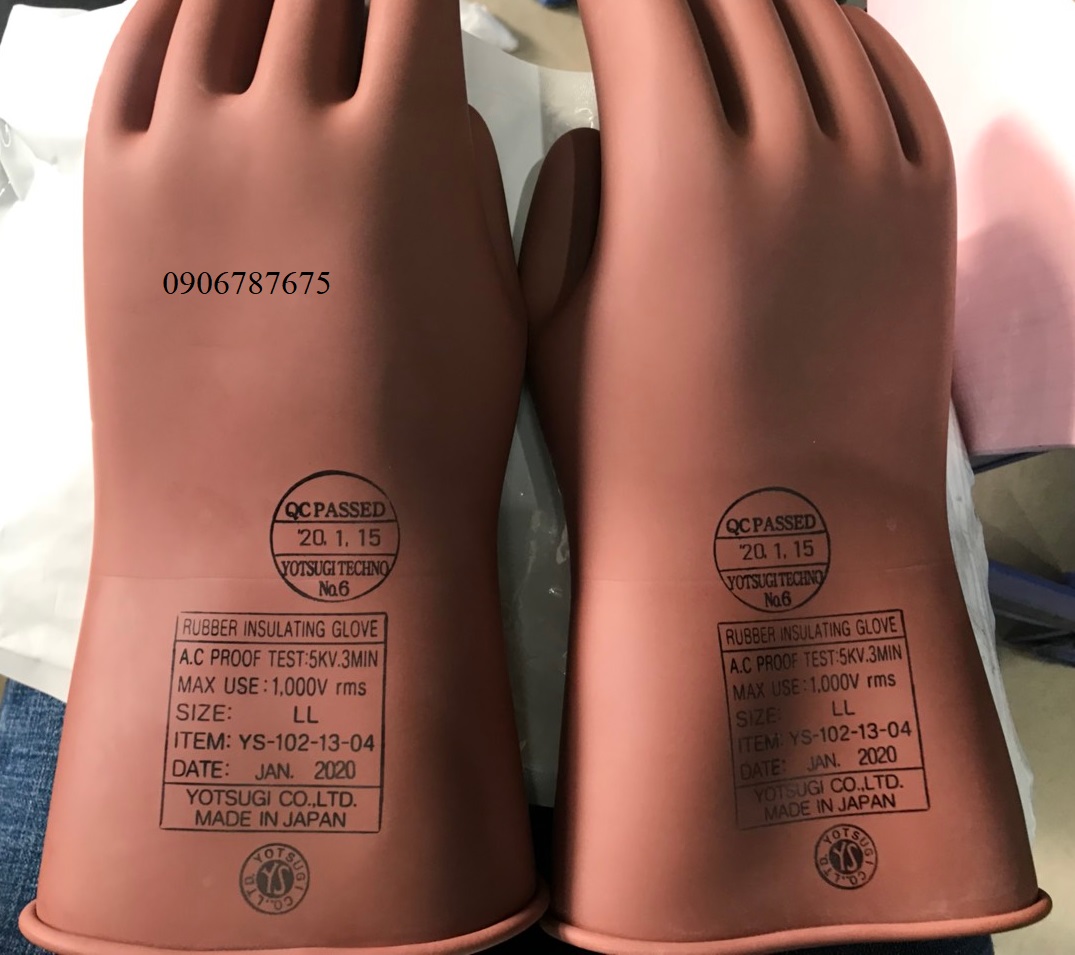 0906787675
QC PASSED
'20. 1. 15
YOTSUGI TECHNO
No.6
RUBBER INSULATING GLOVE
A.C PROOF TEST:5KV.3MIN
MAX USE:1,000V rms
SIZE: LL
ITEM: YS-102-13-04
DATE: JAN. 2020
YOTSUGI CO.,LTD.
MADE IN JAPAN
YOTSUGI CO.,LTD.
YS
QC PASSED
'20. 1. 15
YOTSUGI TECHNO
No.6
RUBBER INSULATING GLOVE
A.C PROOF TEST:5KV.3MIN
MAX USE:1,000V rms
SIZE: LL
ITEM: YS-102-13-04
DATE: JAN. 2020
YOTSUGI CO.,LTD.
MADE IN JAPAN
YOTSUGI CO.,LTD.
YS